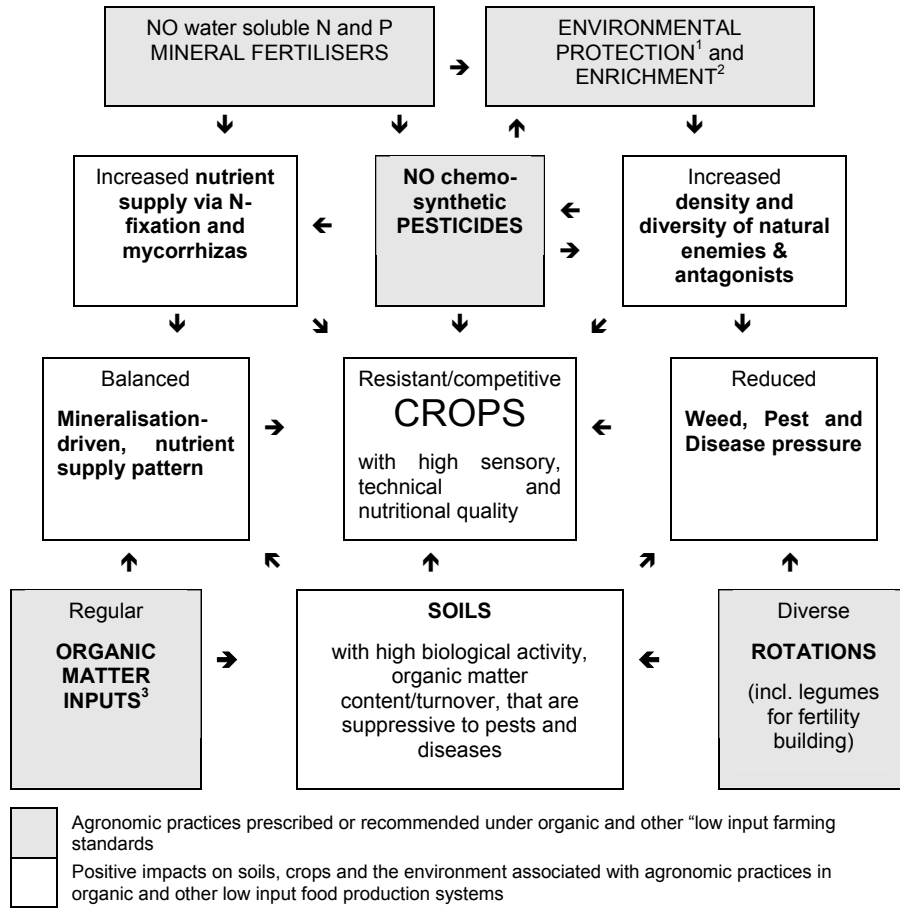 NO water soluble N and P
MINERAL FERTILISERS
ENVIRONMENTAL
PROTECTION¹ and
ENRICHMENT²
Increased nutrient
supply via N-
fixation and
mycorrhizas
NO chemo-
synthetic
PESTICIDES
Increased
density and
diversity of natural
enemies &
antagonists
Balanced
Mineralisation-
driven, nutrient
supply pattern
Resistant/competitive
CROPS
with high sensory,
technical and
nutritional quality
Reduced
Weed, Pest and
Disease pressure
Regular
ORGANIC
MATTER
INPUTS³
SOILS
with high biological activity,
organic matter
content/turnover, that are
suppressive to pests and
diseases
Diverse
ROTATIONS
(incl. legumes
for fertility
building)
Agronomic practices prescribed or recommended under organic and other “low input farming
standards
Positive impacts on soils, crops and the environment associated with agronomic practices in
organic and other low input food production systems